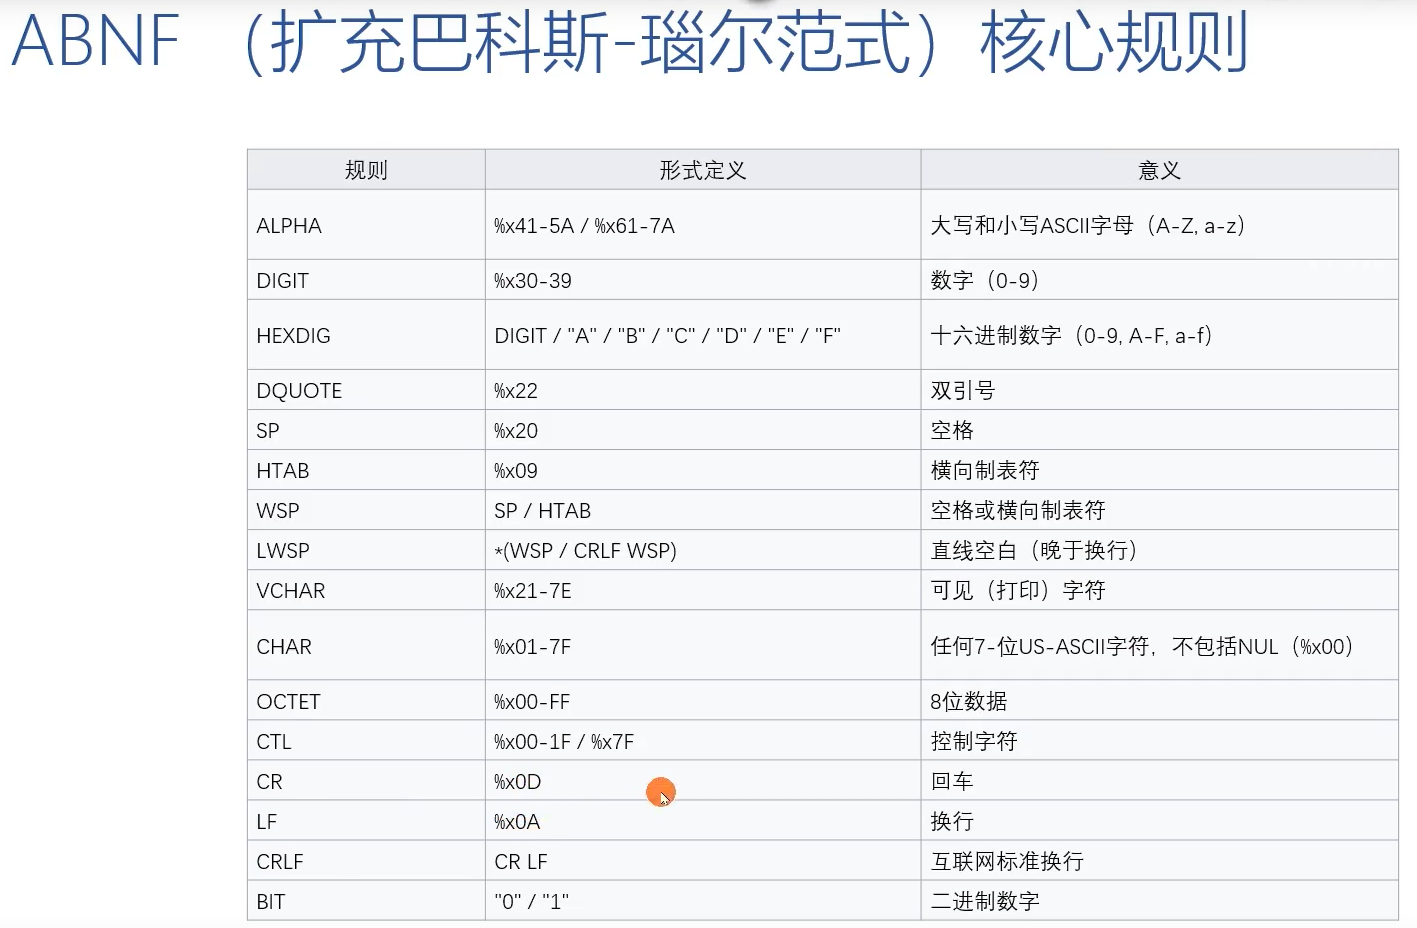 ABNF （扩充巴科斯-瑙尔范式）核心规则
规则 形式定义 意义
ALPHA %x41-5A / %x61-7A 大写和小写ASCII字母（A-Z, a-z）
DIGIT %x30-39 数字（0-9）
HEXDIG DIGIT / "A" / "B" / "C" / "D" / "E" / "F" 十六进制数字（0-9, A-F, a-f）
DQUOTE %x22 双引号
SP %x20 空格
HTAB %x09 横向制表符
WSP SP / HTAB 空格或横向制表符
LWSP *(WSP / CRLF WSP) 直线空白（晚于换行）
VCHAR %x21-7E 可见（打印）字符
CHAR %x01-7F 任何7-位US-ASCII字符，不包括NUL（%x00）
OCTET %x00-FF 8位数据
CTL %x00-1F / %x7F 控制字符
CR %x0D 回车
LF %x0A 换行
CRLF CR LF 互联网标准换行
BIT "0" / "1" 二进制数字